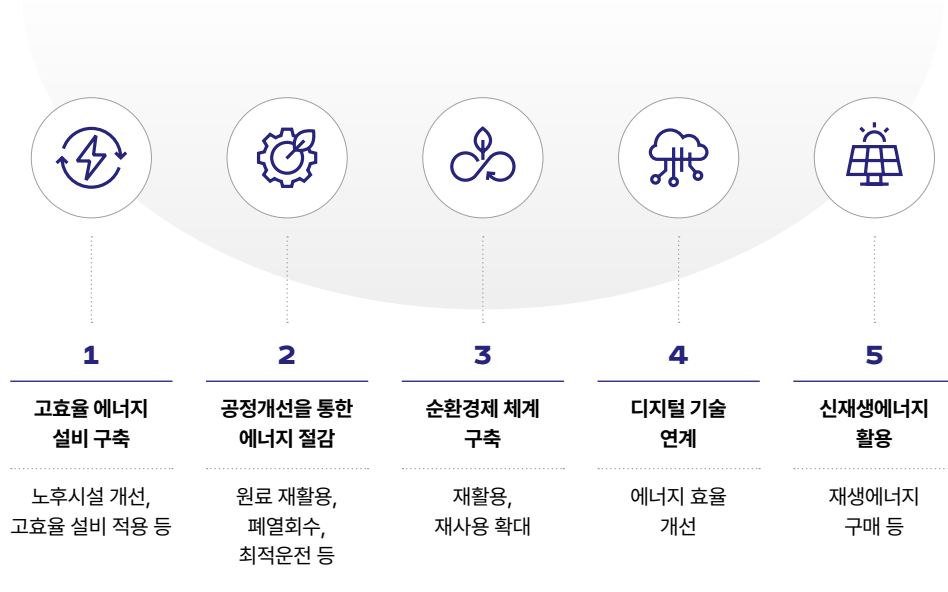 1
고효율 에너지
설비 구축
노후시설 개선,
고효율 설비 적용 등
2
공정개선을 통한
에너지 절감
원료 재활용,
폐열회수,
최적운전 등
3
순환경제 체계
구축
재활용,
재사용 확대
4
디지털 기술
연계
에너지 효율
개선
5
신재생에너지
활용
재생에너지
구매 등